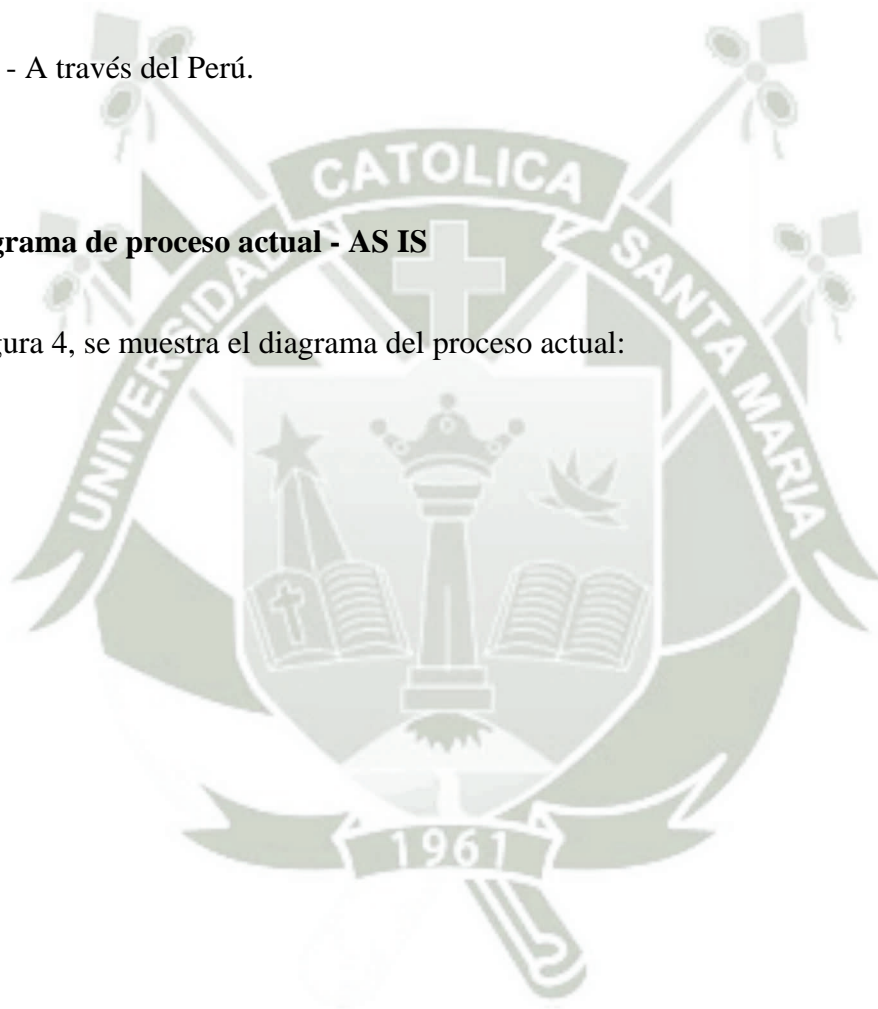 - A través del Perú.
CATOLICA
grama de proceso actual - AS IS
UNIVERSIDAD
SANTA MARIA
gura 4, se muestra el diagrama del proceso actual:
1961